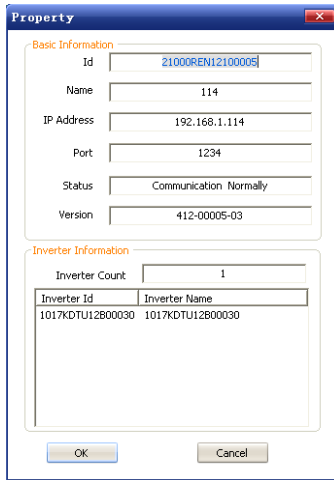 Property
Basic Information
Id 21000REN12100005
Name 114
IP Address 192.168.1.114
Port 1234
Status Communication Normally
Version 412-00005-03
Inverter Information
Inverter Count 1
Inverter Id Inverter Name
1017KDTU12B00030 1017KDTU12B00030
OK Cancel